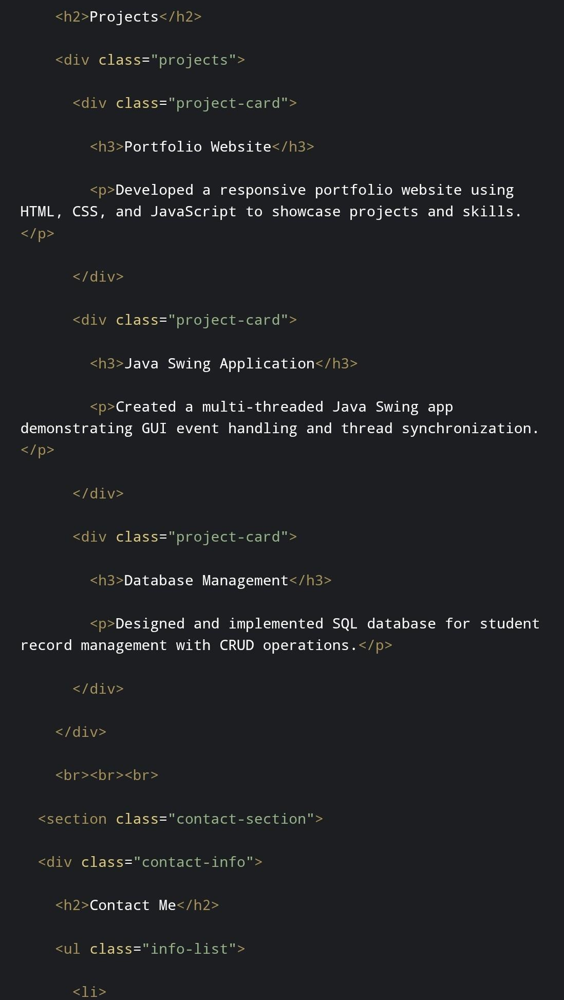 <h2>Projects</h2>
<div class="projects">
<div class="project-card">
<h3>Portfolio Website</h3>
<p>Developed a responsive portfolio website using
HTML, CSS, and JavaScript to showcase projects and skills.
</p>
</div>
<div class="project-card">
<h3>Java Swing Application</h3>
<p>Created a multi-threaded Java Swing app
demonstrating GUI event handling and thread synchronization.
</p>
</div>
<div class="project-card">
<h3>Database Management</h3>
<p>Designed and implemented SQL database for student
record management with CRUD operations.</p>
</div>
</div>
<br><br><br>
<section class="contact-section">
<div class="contact-info">
<h2>Contact Me</h2>
<ul class="info-list">
<li>